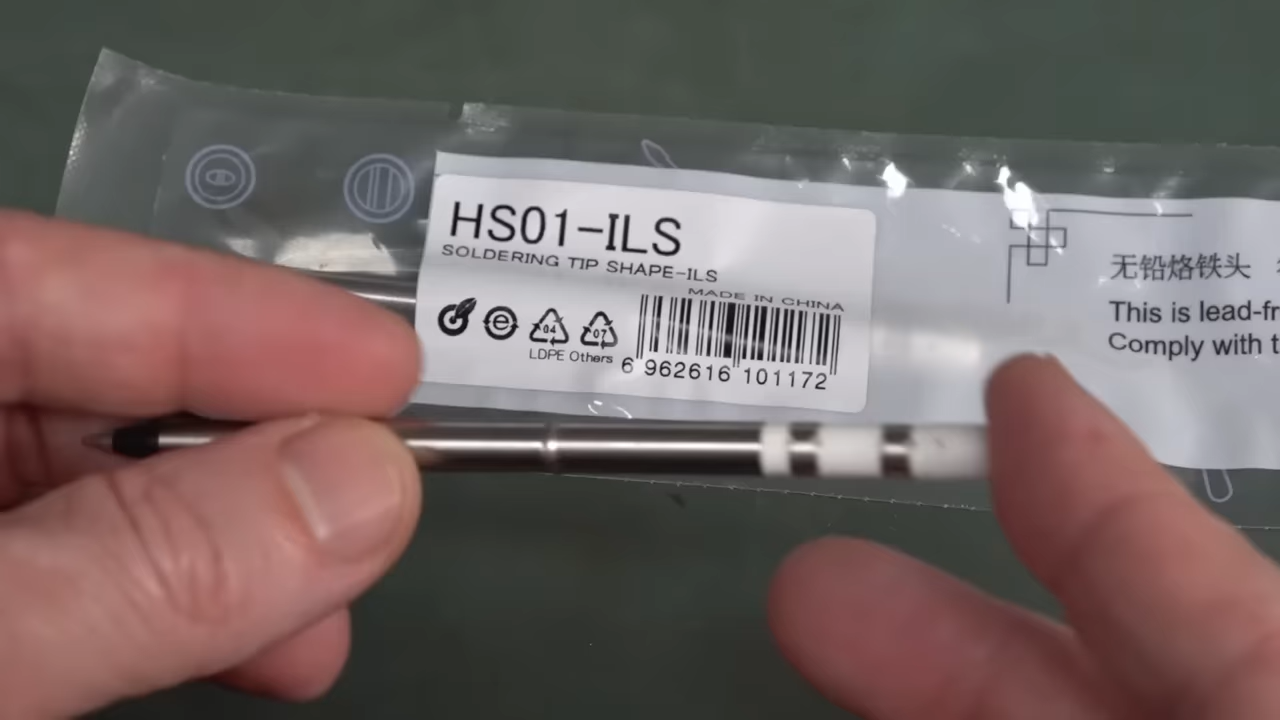 HS01-ILS
SOLDERING TIP SHAPE-ILS
MADE IN CHINA
e
04
07
LDPE Others
6 962616 101172
无铅烙铁头
This is lead-fr
Comply with t